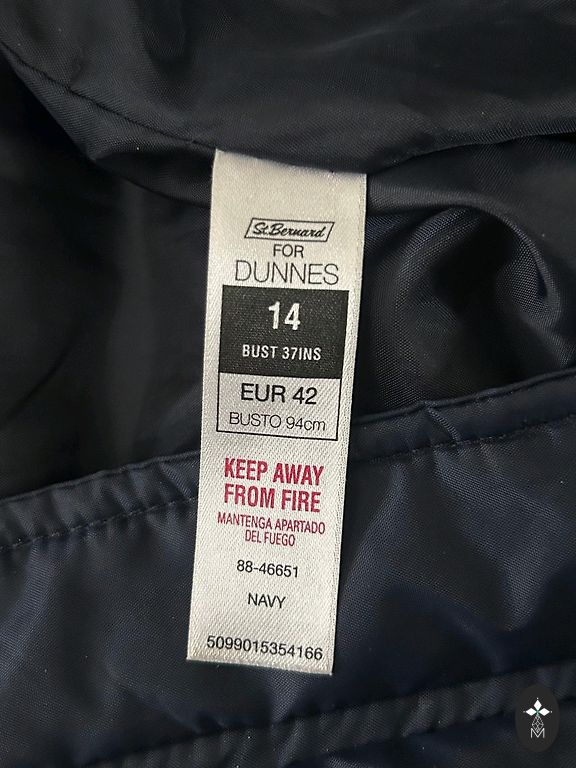 St.Bernard
FOR
DUNNES
14
BUST 37INS
EUR 42
BUSTO 94cm
KEEP AWAY
FROM FIRE
MANTENGA APARTADO
DEL FUEGO
88-46651
NAVY
5099015354166
M